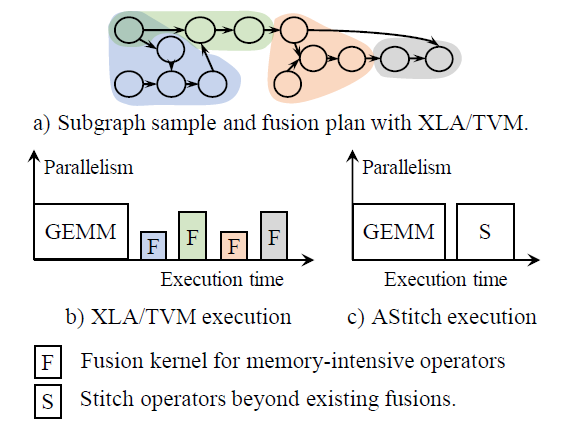 a) Subgraph sample and fusion plan with XLA/TVM.
Parallelism
GEMM
F
F
F
F
Execution time
b) XLA/TVM execution
Parallelism
GEMM
S
Execution time
c) AStitch execution
F Fusion kernel for memory-intensive operators
S Stitch operators beyond existing fusions.